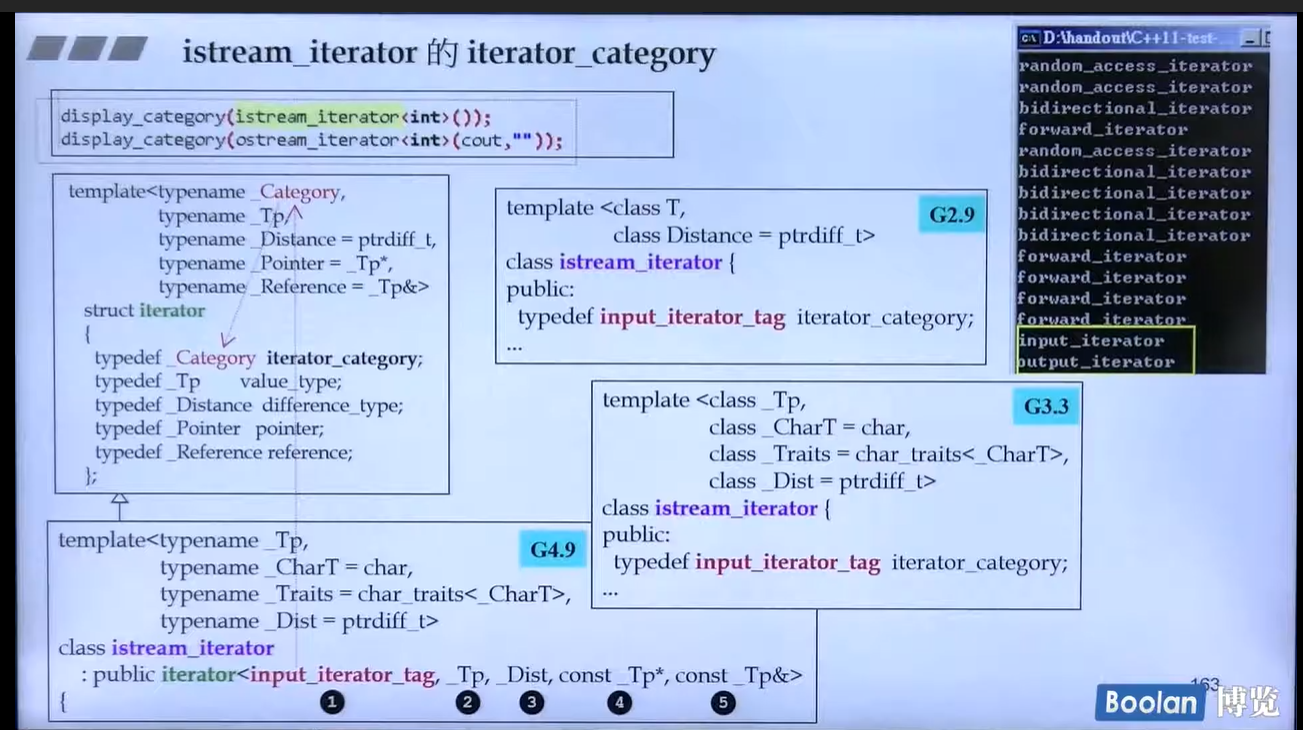 istream_iterator 的 iterator_category
display_category(istream_iterator<int>());
display_category(ostream_iterator<int>(cout,""));
template<typename _Category,
typename _Tp,
typename _Distance = ptrdiff_t,
typename _Pointer = _Tp*,
typename _Reference = _Tp&>
struct iterator
{
typedef _Category iterator_category;
typedef _Tp value_type;
typedef _Distance difference_type;
typedef _Pointer pointer;
typedef _Reference reference;
};
G2.9
template <class T,
class Distance = ptrdiff_t>
class istream_iterator {
public:
typedef input_iterator_tag iterator_category;
...
G3.3
template <class _Tp,
class _CharT = char,
class _Traits = char_traits<_CharT>,
class _Dist = ptrdiff_t>
class istream_iterator {
public:
typedef input_iterator_tag iterator_category;
...
G4.9
template<typename _Tp,
typename _CharT = char,
typename _Traits = char_traits<_CharT>,
typename _Dist = ptrdiff_t>
class istream_iterator
: public iterator<input_iterator_tag, _Tp, _Dist, const _Tp*, const _Tp&>
{
1 2 3 4 5
D:\handout\C++11-test-...
random_access_iterator
random_access_iterator
bidirectional_iterator
forward_iterator
random_access_iterator
bidirectional_iterator
bidirectional_iterator
bidirectional_iterator
bidirectional_iterator
forward_iterator
forward_iterator
forward_iterator
forward_iterator
input_iterator
output_iterator
163
Boolan 博览